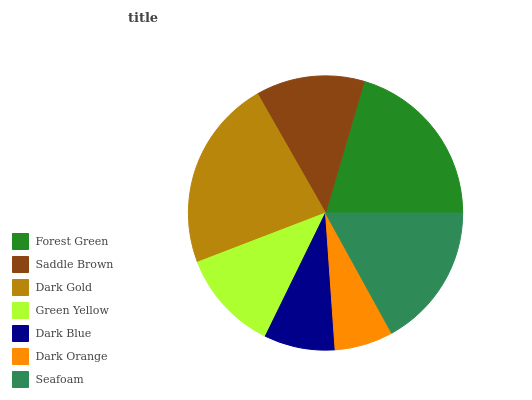 title
Forest Green
Saddle Brown
Dark Gold
Green Yellow
Dark Blue
Dark Orange
Seafoam